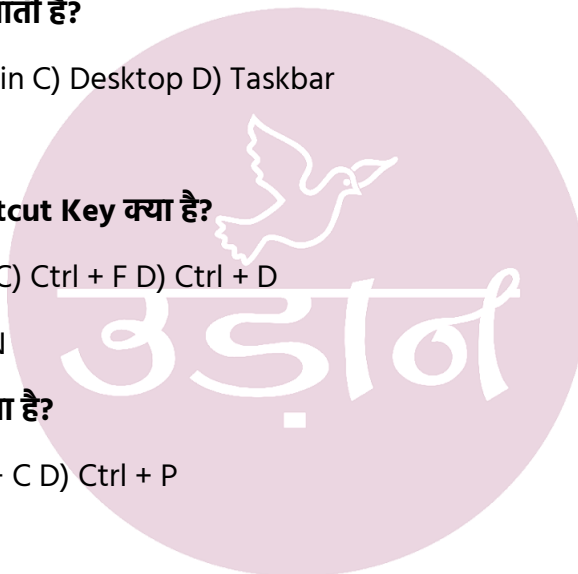 है?
in C) Desktop D) Taskbar
tcut Key क्या है?
C) Ctrl + F D) Ctrl + D
उड़ान
है?
C D) Ctrl + P